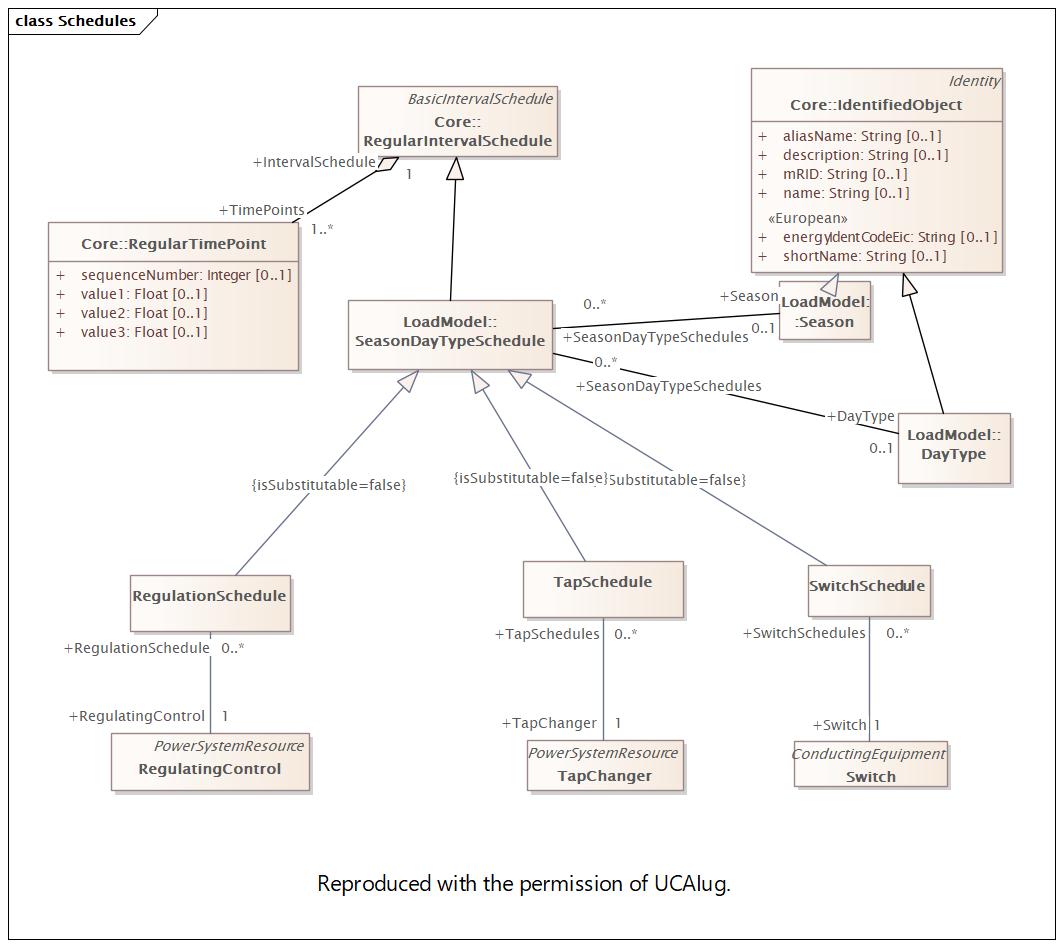 class Schedules
BasicIntervalSchedule
Core::
RegularIntervalSchedule
Identity
Core::IdentifiedObject
+ aliasName: String [0..1]
+ description: String [0..1]
+ mRID: String [0..1]
+ name: String [0..1]
«European»
+ energyIdentCodeEic: String [0..1]
+ shortName: String [0..1]
+IntervalSchedule
1
+TimePoints
1..*
Core::RegularTimePoint
+ sequenceNumber: Integer [0..1]
+ value1: Float [0..1]
+ value2: Float [0..1]
+ value3: Float [0..1]
LoadModel::
SeasonDayTypeSchedule
0..*
+Season
+SeasonDayTypeSchedules
0..1
LoadModel:
:Season
0..*
+SeasonDayTypeSchedules
+DayType
0..1
LoadModel::
DayType
{isSubstitutable=false}
{isSubstitutable=false}
Substitutable=false}
RegulationSchedule
TapSchedule
SwitchSchedule
+RegulationSchedule 0..*
+TapSchedules 0..*
+SwitchSchedules 0..*
+RegulatingControl 1
+TapChanger 1
+Switch 1
PowerSystemResource
RegulatingControl
PowerSystemResource
TapChanger
ConductingEquipment
Switch
Reproduced with the permission of UCAIug.